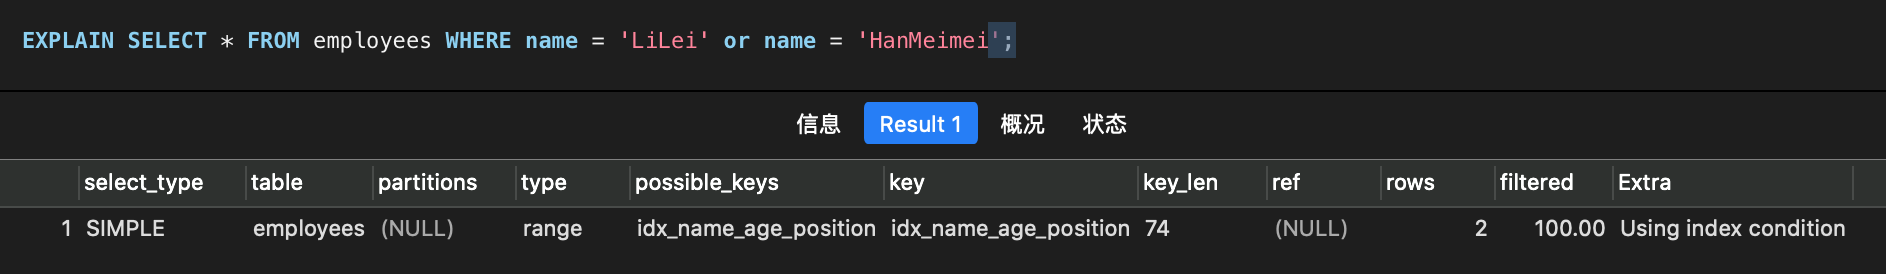 EXPLAIN SELECT * FROM employees WHERE name = 'LiLei' or name = 'HanMeimei';
信息 Result 1 概况 状态
select_type table partitions type possible_keys key key_len ref rows filtered Extra
1 SIMPLE employees (NULL) range idx_name_age_position idx_name_age_position 74 (NULL) 2 100.00 Using index condition